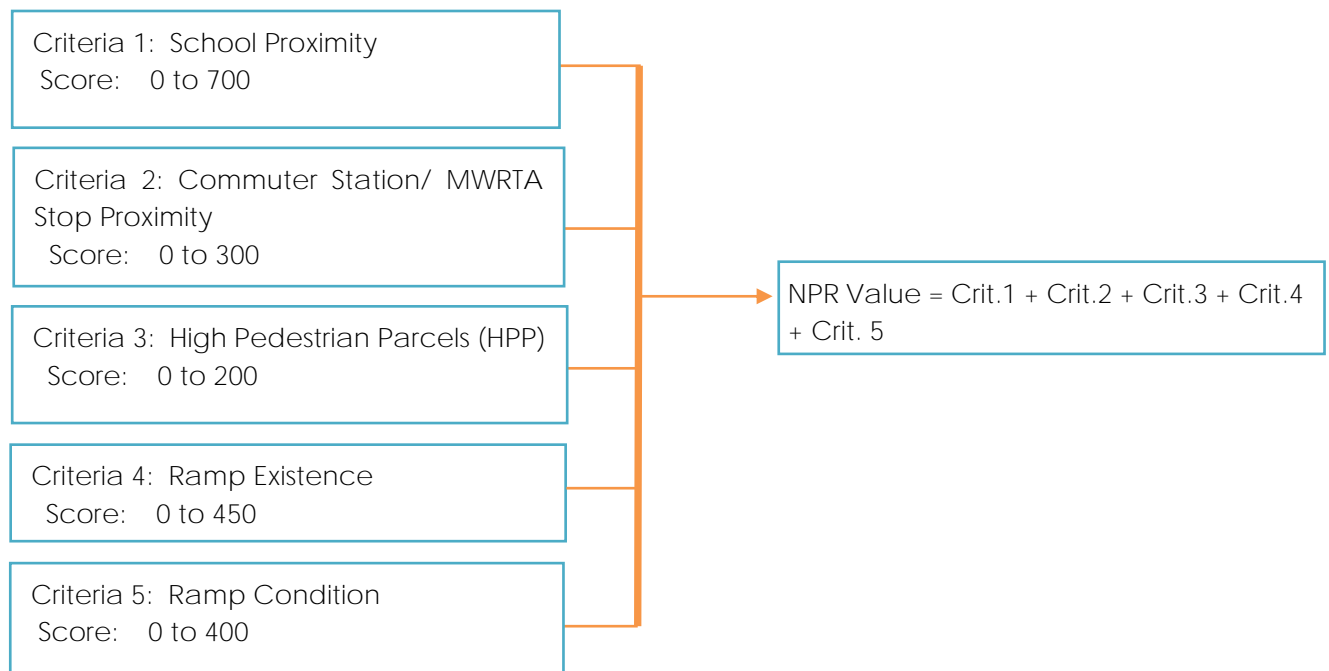 Criteria 1: School Proximity
Score: 0 to 700
Criteria 2: Commuter Station/ MWRTA
Stop Proximity
Score: 0 to 300
Criteria 3: High Pedestrian Parcels (HPP)
Score: 0 to 200
Criteria 4: Ramp Existence
Score: 0 to 450
Criteria 5: Ramp Condition
Score: 0 to 400
NPR Value = Crit.1 + Crit.2 + Crit.3 + Crit.4
+ Crit. 5